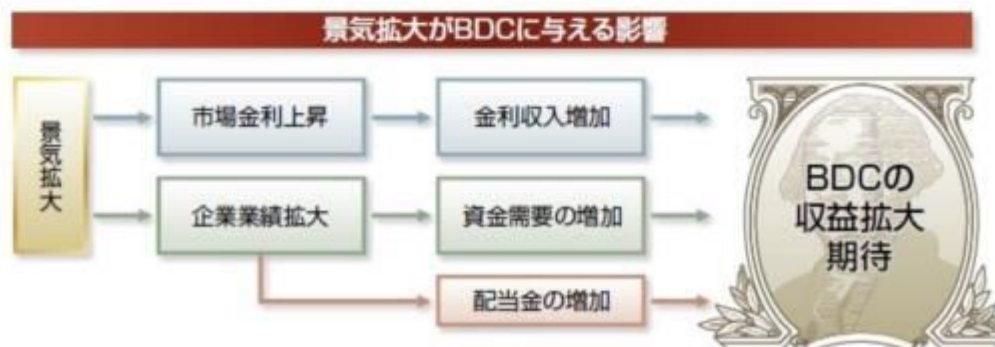 景気拡大がBDCに与える影響
景気拡大
市場金利上昇
金利収入増加
企業業績拡大
資金需要の増加
配当金の増加
BDCの
収益拡大
期待